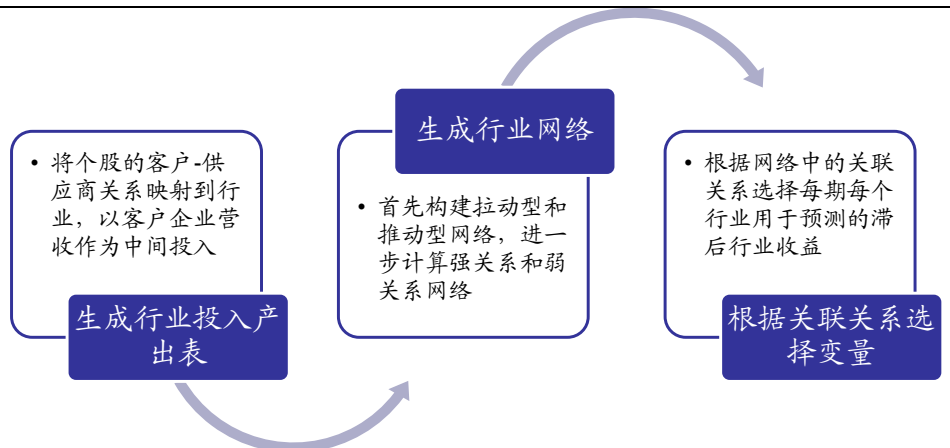 • 将个股的客户-供
应商关系映射到行
业，以客户企业营
收作为中间投入
生成行业投入产
出表
生成行业网络
• 首先构建拉动型和
推动型网络，进一
步计算强关系和弱
关系网络
• 根据网络中的关联
关系选择每期每个
行业用于预测的滞
后行业收益
根据关联关系选
择变量